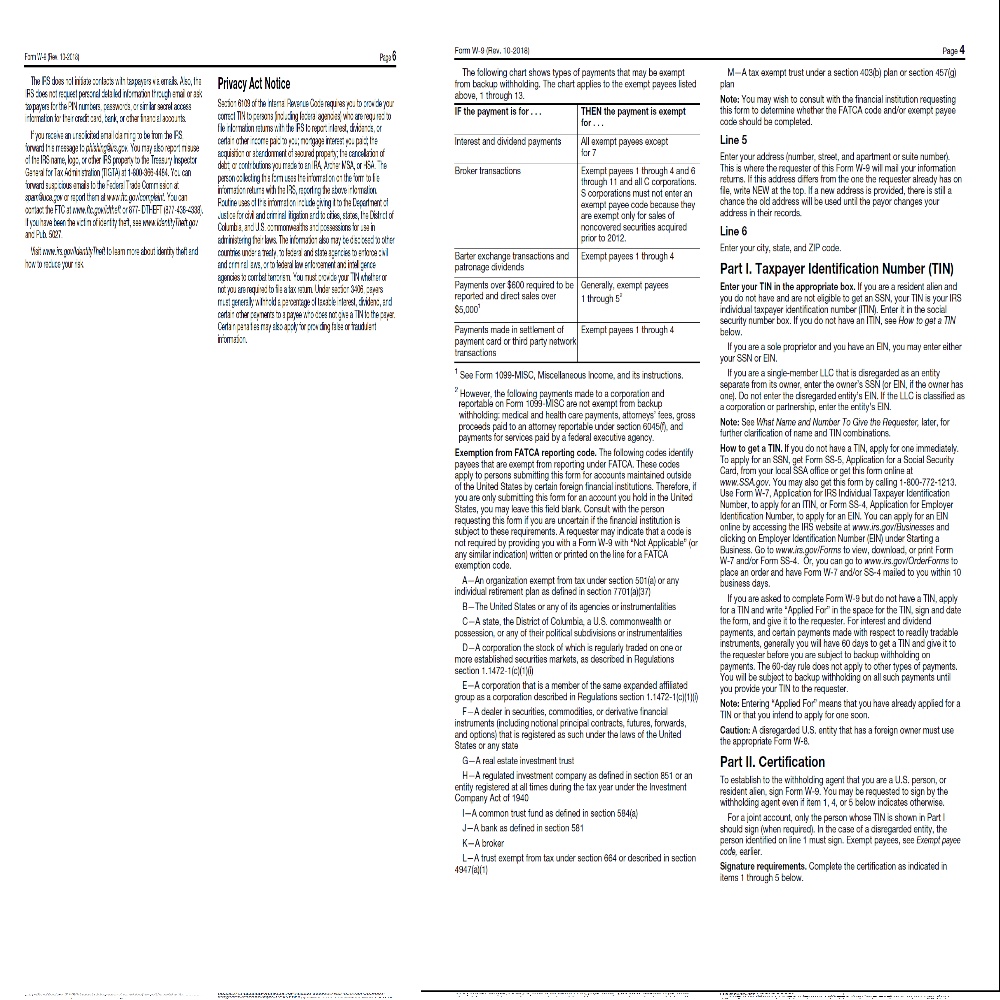 Form W-9 (Rev. 10-2018)
Page 6
The IRS does not initiate contacts with taxpayers via emails. Also, the
IRS does not request personal detailed information through email or ask
taxpayers for the PIN numbers, passwords, or similar secret access
information for their credit card, bank, or other financial accounts.
If you receive an unsolicited email claiming to be from the IRS,
forward this message to phishing@irs.gov. You may also report misuse
of the IRS name, logo, or other IRS property to the Treasury Inspector
General for Tax Administration (TIGTA) at 1-800-366-4484. You can
forward suspicious emails to the Federal Trade Commission at
spam@uce.gov or report them at www.ftc.gov/complaint. You can
contact the FTC at www.ftc.gov/idtheft or 877-IDTHEFT (877-438-4338).
If you have been the victim of identity theft, see www.IdentityTheft.gov
and Pub. 5027.
Visit www.irs.gov/IdentityTheft to learn more about identity theft and
how to reduce your risk.
Privacy Act Notice
Section 6109 of the Internal Revenue Code requires you to provide your
correct TIN to persons (including federal agencies) who are required to
file information returns with the IRS to report interest, dividends, or
certain other income paid to you; mortgage interest you paid; the
acquisition or abandonment of secured property; the cancellation of
debt; or contributions you made to an IRA, Archer MSA, or HSA. The
person collecting this form uses the information on the form to file
information returns with the IRS, reporting the above information.
Routine uses of this information include giving it to the Department of
Justice for civil and criminal litigation and to cities, states, the District of
Columbia, and U.S. commonwealths and possessions for use in
administering their laws. The information also may be disclosed to other
countries under a treaty, to federal and state agencies to enforce civil
and criminal laws, or to federal law enforcement and intelligence
agencies to combat terrorism. You must provide your TIN whether or
not you are required to file a tax return. Under section 3406, payers
must generally withhold a percentage of taxable interest, dividend, and
certain other payments to a payee who does not give a TIN to the payer.
Certain penalties may also apply for providing false or fraudulent
information.
Form W-9 (Rev. 10-2018)
Page 4
The following chart shows types of payments that may be exempt
from backup withholding. The chart applies to the exempt payees listed
above, 1 through 13.
IF the payment is for . . .
THEN the payment is exempt
for . . .
Interest and dividend payments
All exempt payees except
for 7
Broker transactions
Exempt payees 1 through 4 and 6
through 11 and all C corporations.
S corporations must not enter an
exempt payee code because they
are exempt only for sales of
noncovered securities acquired
prior to 2012.
Barter exchange transactions and
patronage dividends
Exempt payees 1 through 4
Payments over $600 required to be
reported and direct sales over
$5,000¹
Generally, exempt payees
1 through 5²
Payments made in settlement of
payment card or third party network
transactions
Exempt payees 1 through 4
¹ See Form 1099-MISC, Miscellaneous Income, and its instructions.
² However, the following payments made to a corporation and
reportable on Form 1099-MISC are not exempt from backup
withholding: medical and health care payments, attorneys' fees, gross
proceeds paid to an attorney reportable under section 6045(f), and
payments for services paid by a federal executive agency.
Exemption from FATCA reporting code. The following codes identify
payees that are exempt from reporting under FATCA. These codes
apply to persons submitting this form for accounts maintained outside
of the United States by certain foreign financial institutions. Therefore, if
you are only submitting this form for an account you hold in the United
States, you may leave this field blank. Consult with the person
requesting this form if you are uncertain if the financial institution is
subject to these requirements. A requester may indicate that a code is
not required by providing you with a Form W-9 with “Not Applicable” (or
any similar indication) written or printed on the line for a FATCA
exemption code.
A—An organization exempt from tax under section 501(a) or any
individual retirement plan as defined in section 7701(a)(37)
B—The United States or any of its agencies or instrumentalities
C—A state, the District of Columbia, a U.S. commonwealth or
possession, or any of their political subdivisions or instrumentalities
D—A corporation the stock of which is regularly traded on one or
more established securities markets, as described in Regulations
section 1.1472-1(c)(1)(i)
E—A corporation that is a member of the same expanded affiliated
group as a corporation described in Regulations section 1.1472-1(c)(1)(i)
F—A dealer in securities, commodities, or derivative financial
instruments (including notional principal contracts, futures, forwards,
and options) that is registered as such under the laws of the United
States or any state
G—A real estate investment trust
H—A regulated investment company as defined in section 851 or an
entity registered at all times during the tax year under the Investment
Company Act of 1940
I—A common trust fund as defined in section 584(a)
J—A bank as defined in section 581
K—A broker
L—A trust exempt from tax under section 664 or described in section
4947(a)(1)
M—A tax exempt trust under a section 403(b) plan or section 457(g)
plan
Note: You may wish to consult with the financial institution requesting
this form to determine whether the FATCA code and/or exempt payee
code should be completed.
Line 5
Enter your address (number, street, and apartment or suite number).
This is where the requester of this Form W-9 will mail your information
returns. If this address differs from the one the requester already has on
file, write NEW at the top. If a new address is provided, there is still a
chance the old address will be used until the payor changes your
address in their records.
Line 6
Enter your city, state, and ZIP code.
Part I. Taxpayer Identification Number (TIN)
Enter your TIN in the appropriate box. If you are a resident alien and
you do not have and are not eligible to get an SSN, your TIN is your IRS
individual taxpayer identification number (ITIN). Enter it in the social
security number box. If you do not have an ITIN, see How to get a TIN
below.
If you are a sole proprietor and you have an EIN, you may enter either
your SSN or EIN.
If you are a single-member LLC that is disregarded as an entity
separate from its owner, enter the owner's SSN (or EIN, if the owner has
one). Do not enter the disregarded entity's EIN. If the LLC is classified as
a corporation or partnership, enter the entity's EIN.
Note: See What Name and Number To Give the Requester, later, for
further clarification of name and TIN combinations.
How to get a TIN. If you do not have a TIN, apply for one immediately.
To apply for an SSN, get Form SS-5, Application for a Social Security
Card, from your local SSA office or get this form online at
www.SSA.gov. You may also get this form by calling 1-800-772-1213.
Use Form W-7, Application for IRS Individual Taxpayer Identification
Number, to apply for an ITIN, or Form SS-4, Application for Employer
Identification Number, to apply for an EIN. You can apply for an EIN
online by accessing the IRS website at www.irs.gov/Businesses and
clicking on Employer Identification Number (EIN) under Starting a
Business. Go to www.irs.gov/Forms to view, download, or print Form
W-7 and/or Form SS-4. Or, you can go to www.irs.gov/OrderForms to
place an order and have Form W-7 and/or SS-4 mailed to you within 10
business days.
If you are asked to complete Form W-9 but do not have a TIN, apply
for a TIN and write “Applied For” in the space for the TIN, sign and date
the form, and give it to the requester. For interest and dividend
payments, and certain payments made with respect to readily tradable
instruments, generally you will have 60 days to get a TIN and give it to
the requester before you are subject to backup withholding on
payments. The 60-day rule does not apply to other types of payments.
You will be subject to backup withholding on all such payments until
you provide your TIN to the requester.
Note: Entering “Applied For” means that you have already applied for a
TIN or that you intend to apply for one soon.
Caution: A disregarded U.S. entity that has a foreign owner must use
the appropriate Form W-8.
Part II. Certification
To establish to the withholding agent that you are a U.S. person, or
resident alien, sign Form W-9. You may be requested to sign by the
withholding agent even if item 1, 4, or 5 below indicates otherwise.
For a joint account, only the person whose TIN is shown in Part I
should sign (when required). In the case of a disregarded entity, the
person identified on line 1 must sign. Exempt payees, see Exempt payee
code, earlier.
Signature requirements. Complete the certification as indicated in
items 1 through 5 below.